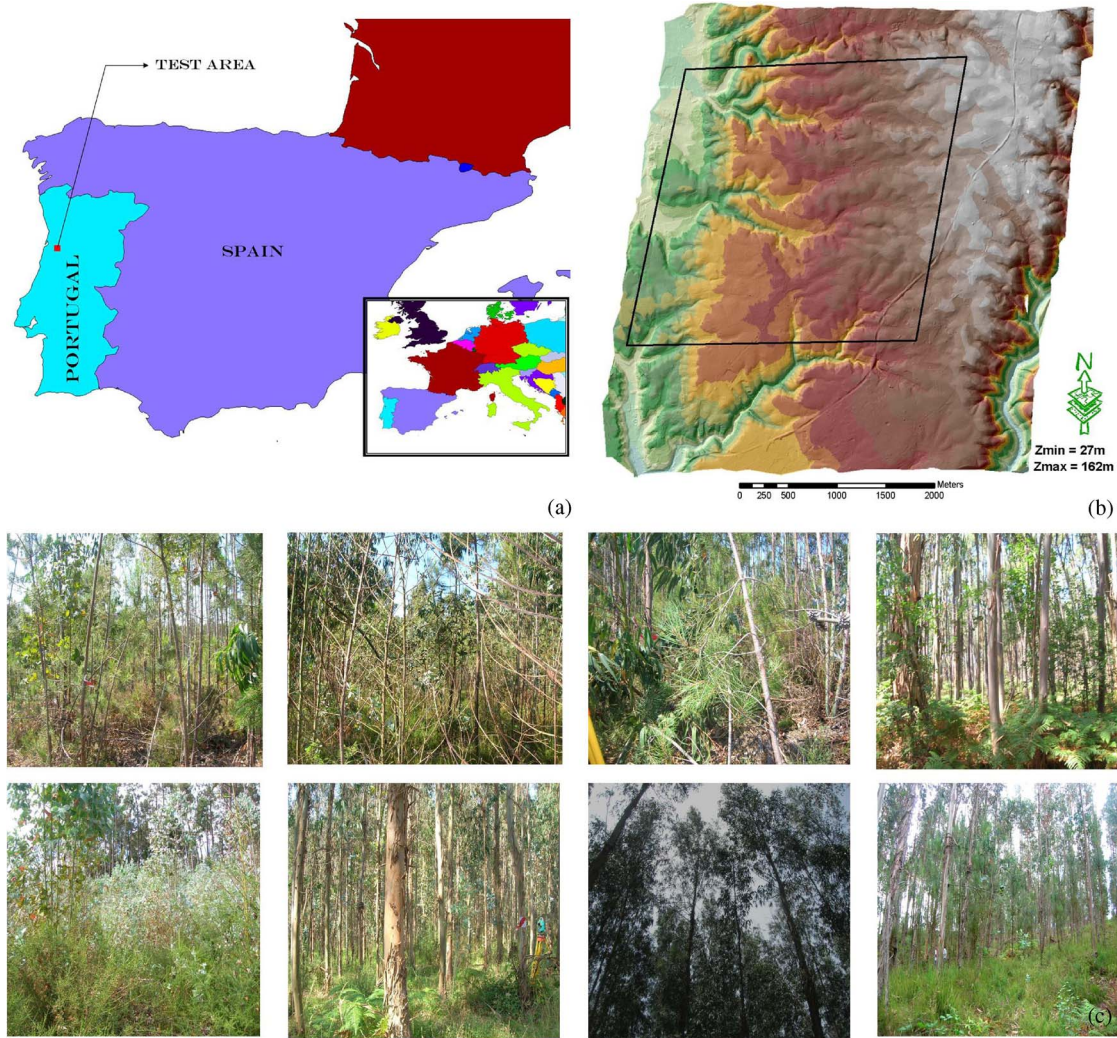 TEST AREA
SPAIN
PORTUGAL
(a)
N
Zmin = 27m
Zmax = 162m
Meters
0 250 500 1000 1500 2000
(b)
(c)